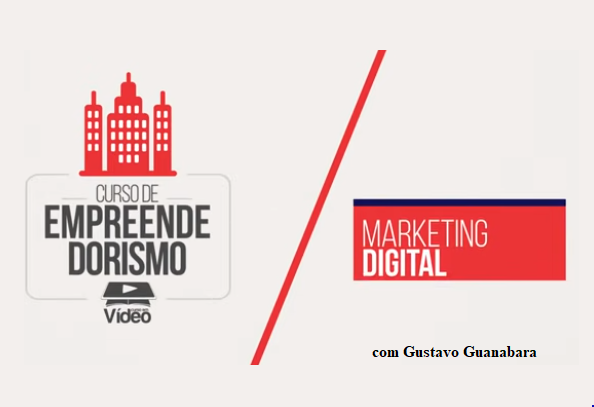 CURSO DE
EMPREENDE
DORISMO
Vídeo
MARKETING
DIGITAL
com Gustavo Guanabara